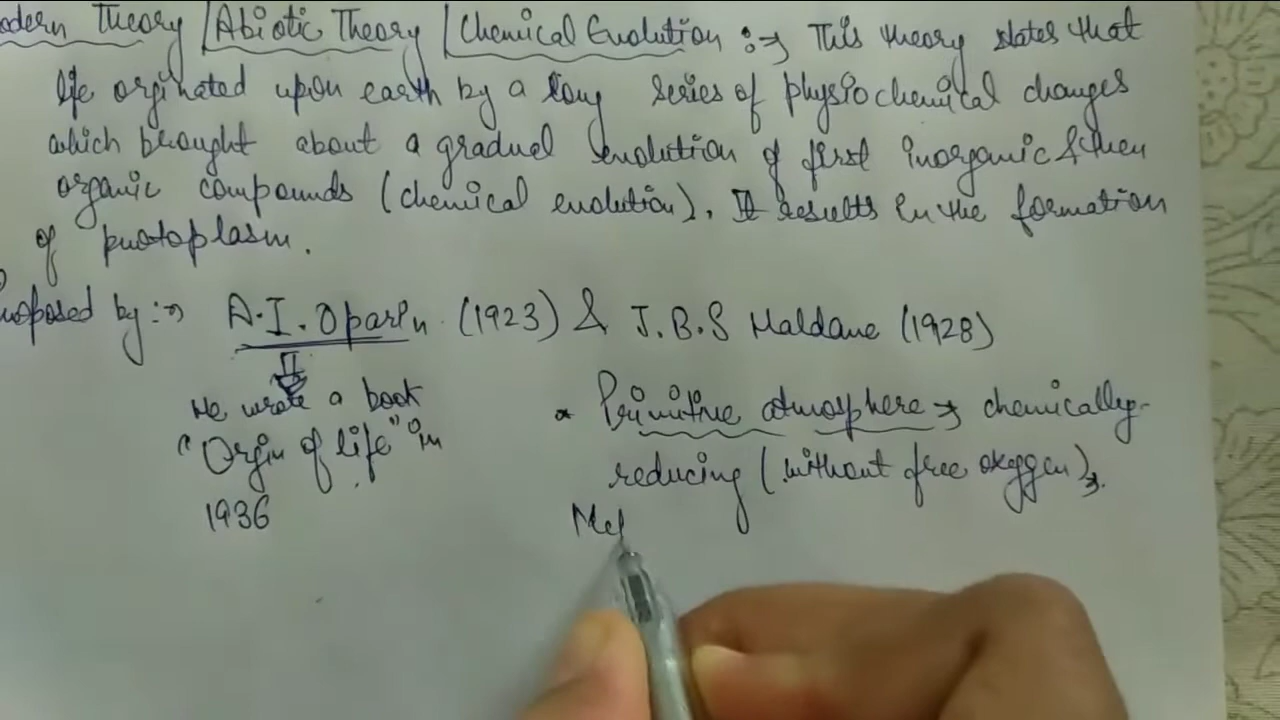 odern Theory / Abiotic Theory / Chemical Evolution :→ This theory states that
life orginated upon earth by a long series of physiochemical changes
which brought about a gradual evolution of first inorganic & then
organic compounds (chemical evolution). It results in the formation
of protoplasm.
roposed by :→ A.I. Oparin (1923) & J.B.S Haldane (1928)
He wrote a book
"Orgin of life" in
1936
* Primitive atmosphere → chemically-
reducing (without free oxygen),
Met